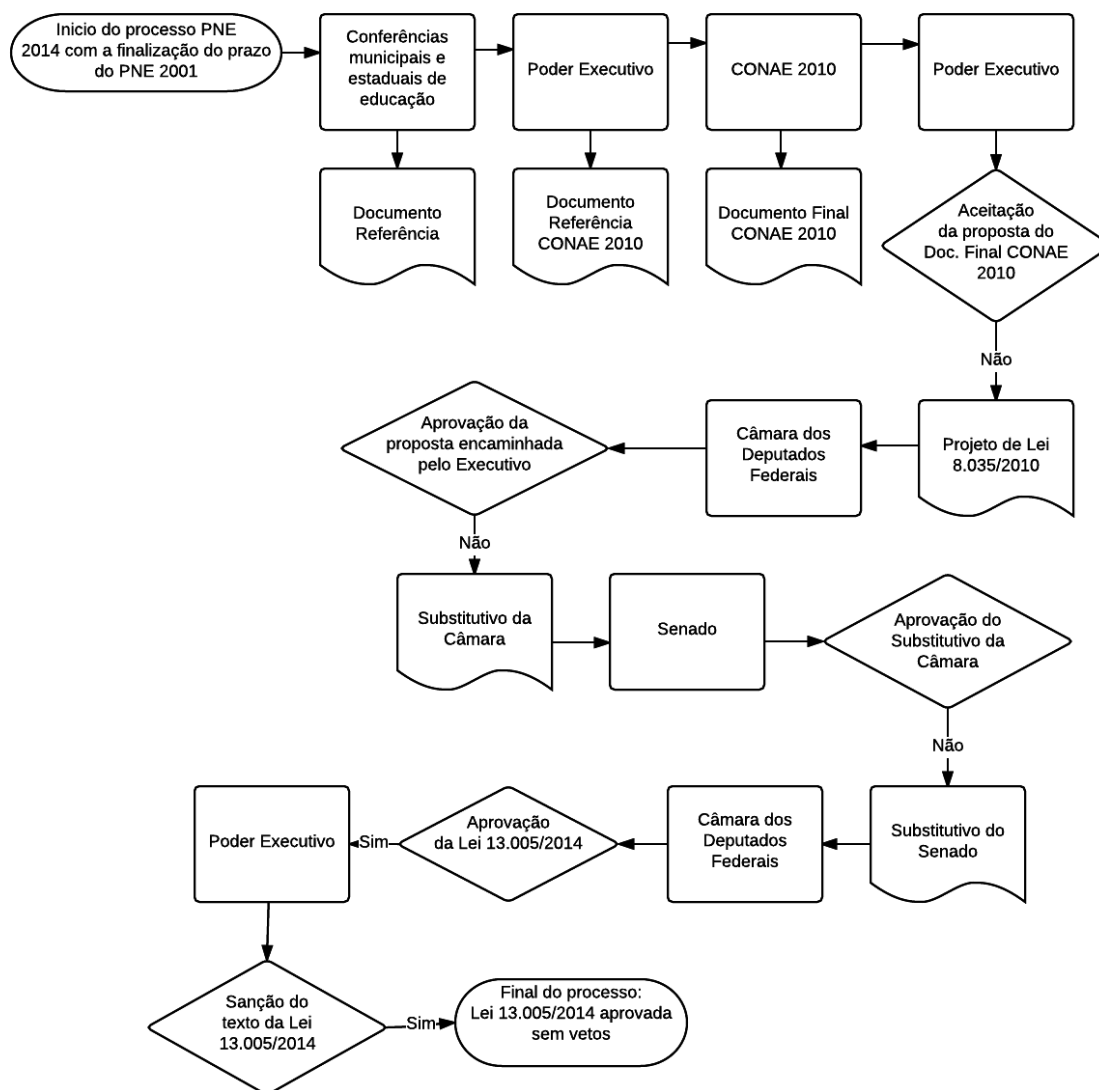 Inicio do processo PNE
2014 com a finalização do prazo
do PNE 2001
Conferências
municipais e
estaduais de
educação
Poder Executivo
CONAE 2010
Poder Executivo
Documento
Referência
Documento
Referência
CONAE 2010
Documento Final
CONAE 2010
Aceitação
da proposta do
Doc. Final CONAE
2010
Não
Projeto de Lei
8.035/2010
Câmara dos
Deputados
Federais
Aprovação da
proposta encaminhada
pelo Executivo
Não
Substitutivo da
Câmara
Senado
Aprovação do
Substitutivo da
Câmara
Não
Substitutivo do
Senado
Câmara dos
Deputados
Federais
Aprovação
da Lei 13.005/2014
Sim
Poder Executivo
Sanção do
texto da Lei
13.005/2014
Sim
Final do processo:
Lei 13.005/2014 aprovada
sem vetos